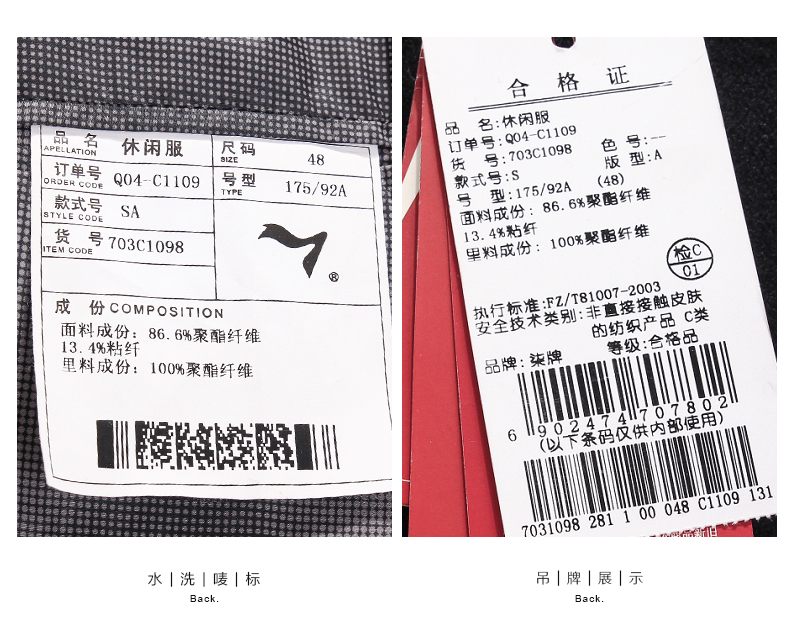 品 名 休闲服
APELLATION
尺码 48
SIZE
订单号 Q04-C1109
ORDER CODE
号型 175/92A
TYPE
款式号 SA
STYLE CODE
货 号 703C1098
ITEM CODE
®
成 份 COMPOSITION
面料成份: 86.6%聚酯纤维
13.4%粘纤
里料成份: 100%聚酯纤维
合格证
品 名:休闲服
订单号:Q04-C1109
货 号:703C1098
色 号:--
款式号:S
版 型:A
号 型:175/92A (48)
面料成份: 86.6%聚酯纤维
13.4%粘纤
里料成份: 100%聚酯纤维
检C
01
执行标准:FZ/T81007-2003
安全技术类别:非直接接触皮肤
的纺织产品 C类
等级:合格品
品牌:柒牌
6 902474 707802
(以下条码仅供内部使用)
7031098 281 1 00 048 C1109 131
水|洗|唛|标
Back.
吊|牌|展|示
Back.